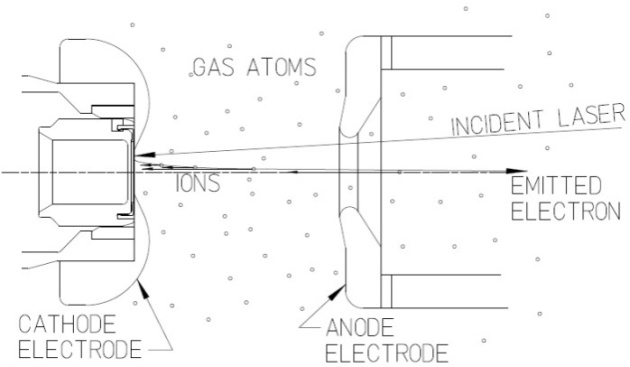 GAS ATOMS
INCIDENT LASER
IONS
EMITTED
ELECTRON
CATHODE
ELECTRODE
ANODE
ELECTRODE